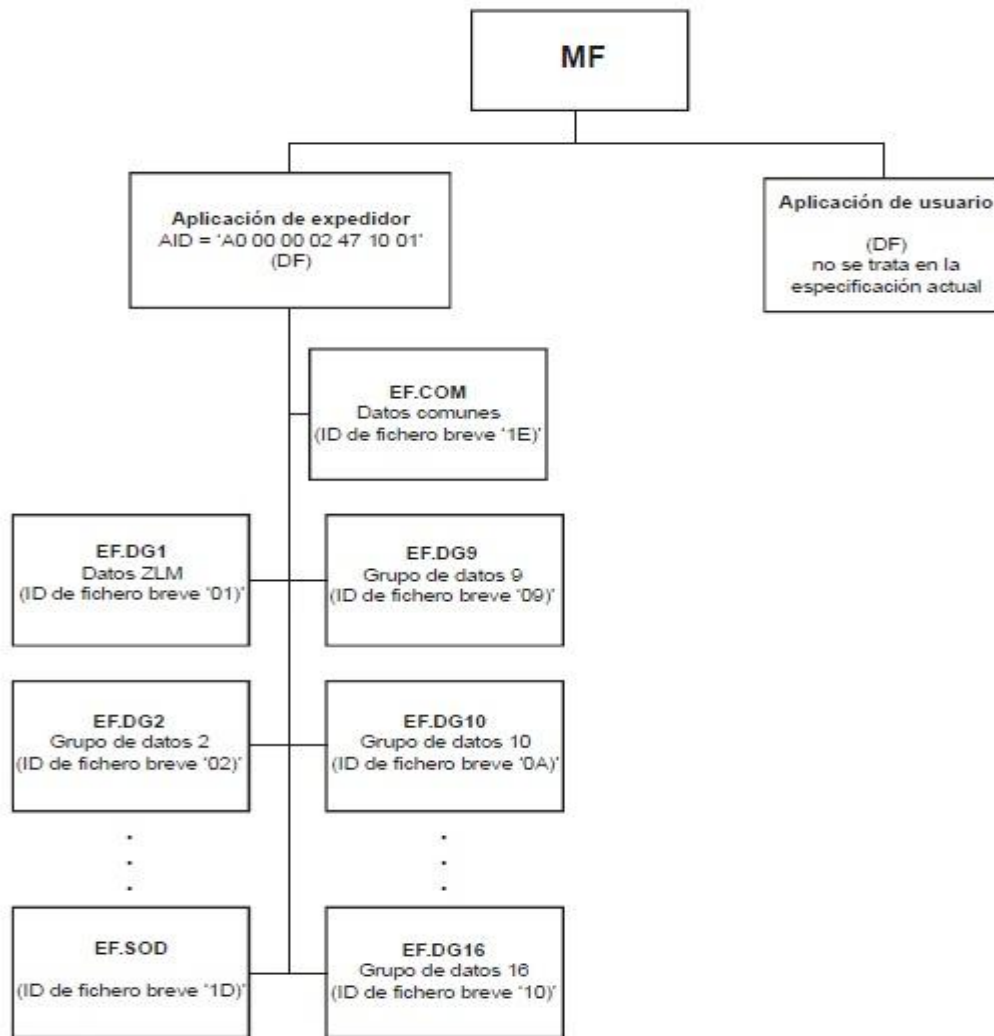 MF
Aplicación de expedidor
AID = 'A0 00 00 02 47 10 01'
(DF)
Aplicación de usuario
(DF)
no se trata en la
especificación actual
EF.COM
Datos comunes
(ID de fichero breve '1E)'
EF.DG1
Datos ZLM
(ID de fichero breve '01)'
EF.DG9
Grupo de datos 9
(ID de fichero breve '09)'
EF.DG2
Grupo de datos 2
(ID de fichero breve '02)'
EF.DG10
Grupo de datos 10
(ID de fichero breve '0A)'
EF.SOD
(ID de fichero breve '1D)'
EF.DG16
Grupo de datos 16
(ID de fichero breve '10)'